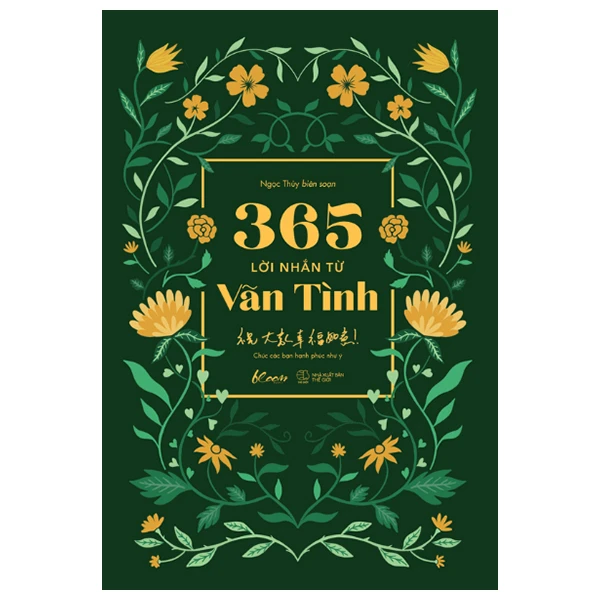 Ngọc Thúy biên soạn
365
LỜI NHẮN TỪ
Vãn Tình
祝大家幸福如意!
Chúc các bạn hạnh phúc như ý
bloom
NHÀ XUẤT BẢN
THẾ GIỚI